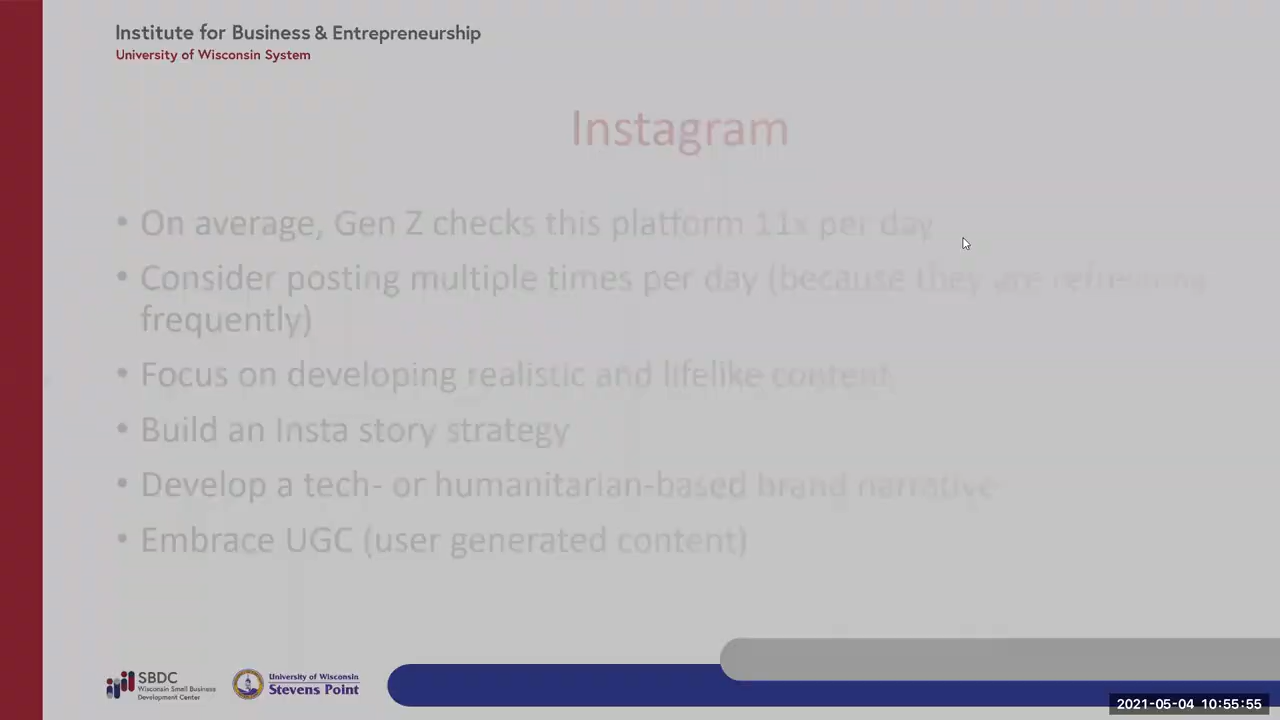 Institute for Business & Entrepreneurship
University of Wisconsin System
Instagram
• On average, Gen Z checks this platform 11x per day
• Consider posting multiple times per day (because they are refreshing
frequently)
• Focus on developing realistic and lifelike content
• Build an Insta story strategy
• Develop a tech- or humanitarian-based brand narrative
• Embrace UGC (user generated content)
SBDC
Wisconsin Small Business
Development Center
University of Wisconsin
Stevens Point
2021-05-04 10:55:55